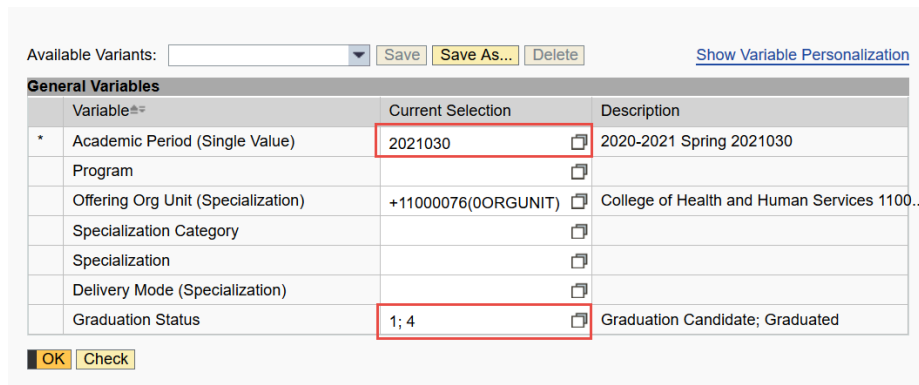 Available Variants: Save Save As... Delete Show Variable Personalization
General Variables
Variable Current Selection Description
* Academic Period (Single Value) 2021030 2020-2021 Spring 2021030
Program
Offering Org Unit (Specialization) +11000076(0ORGUNIT) College of Health and Human Services 1100..
Specialization Category
Specialization
Delivery Mode (Specialization)
Graduation Status 1; 4 Graduation Candidate; Graduated
OK Check